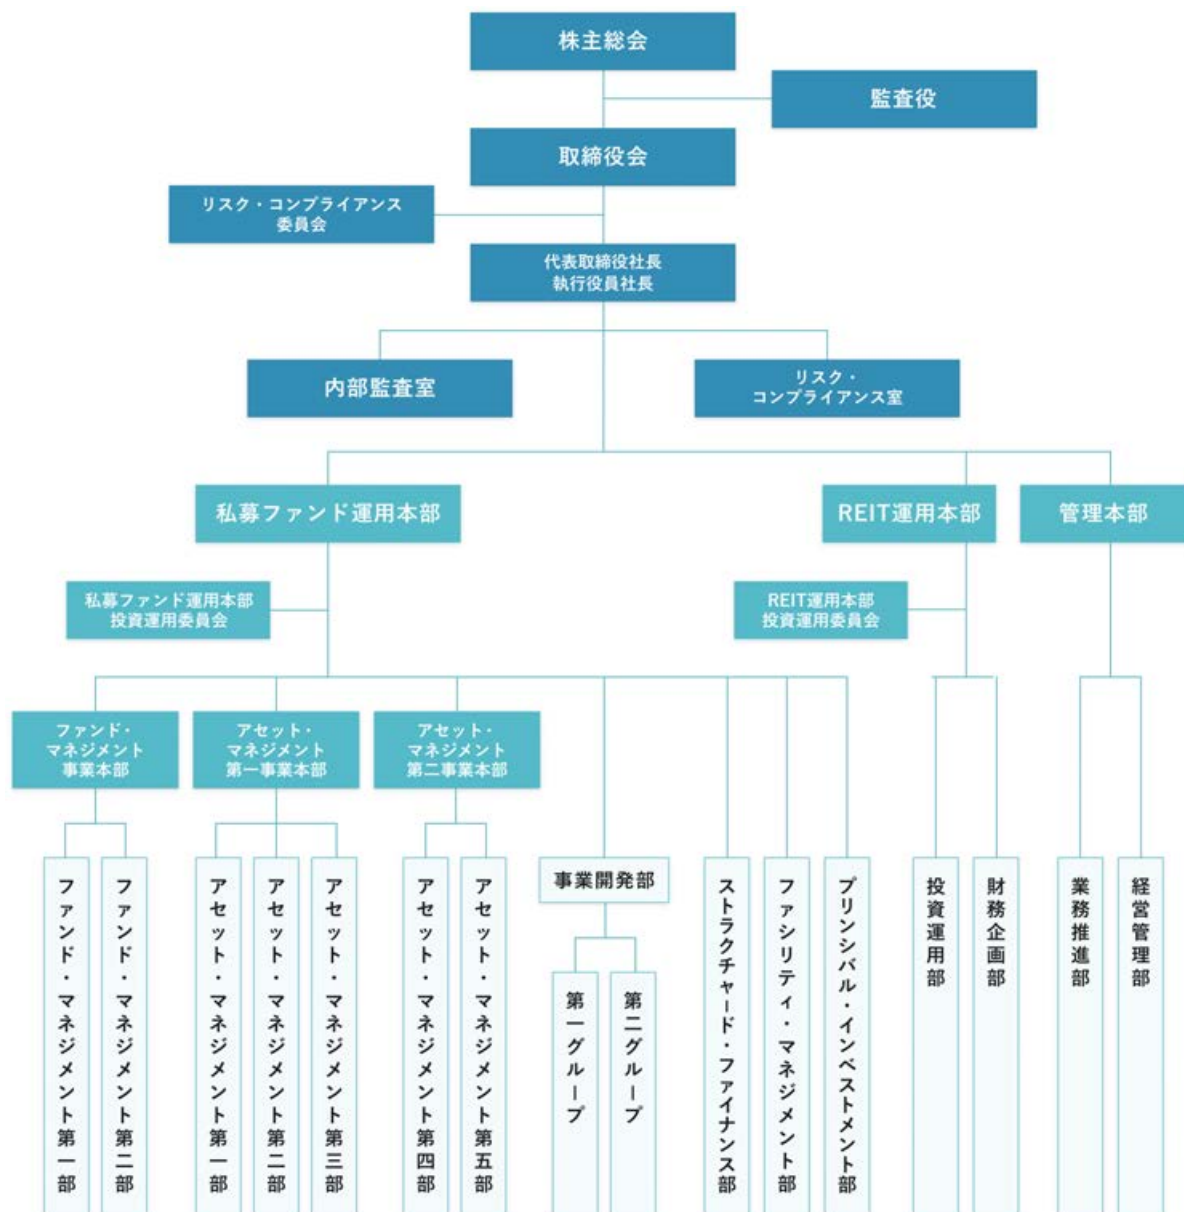 株主総会
監査役
取締役会
リスク・コンプライアンス
委員会
代表取締役社長
執行役員社長
内部監査室
リスク・
コンプライアンス室
私募ファンド運用本部
REIT運用本部
管理本部
私募ファンド運用本部
投資運用委員会
REIT運用本部
投資運用委員会
ファンド・
マネジメント
事業本部
アセット・
マネジメント
第一事業本部
アセット・
マネジメント
第二事業本部
ファンド・マネジメント第一部
ファンド・マネジメント第二部
アセット・マネジメント第一部
アセット・マネジメント第二部
アセット・マネジメント第三部
アセット・マネジメント第四部
アセット・マネジメント第五部
事業開発部
第一グループ
第二グループ
ストラクチャード・ファイナンス部
ファシリティ・マネジメント部
プリンシパル・インベストメント部
投資運用部
財務企画部
業務推進部
経営管理部